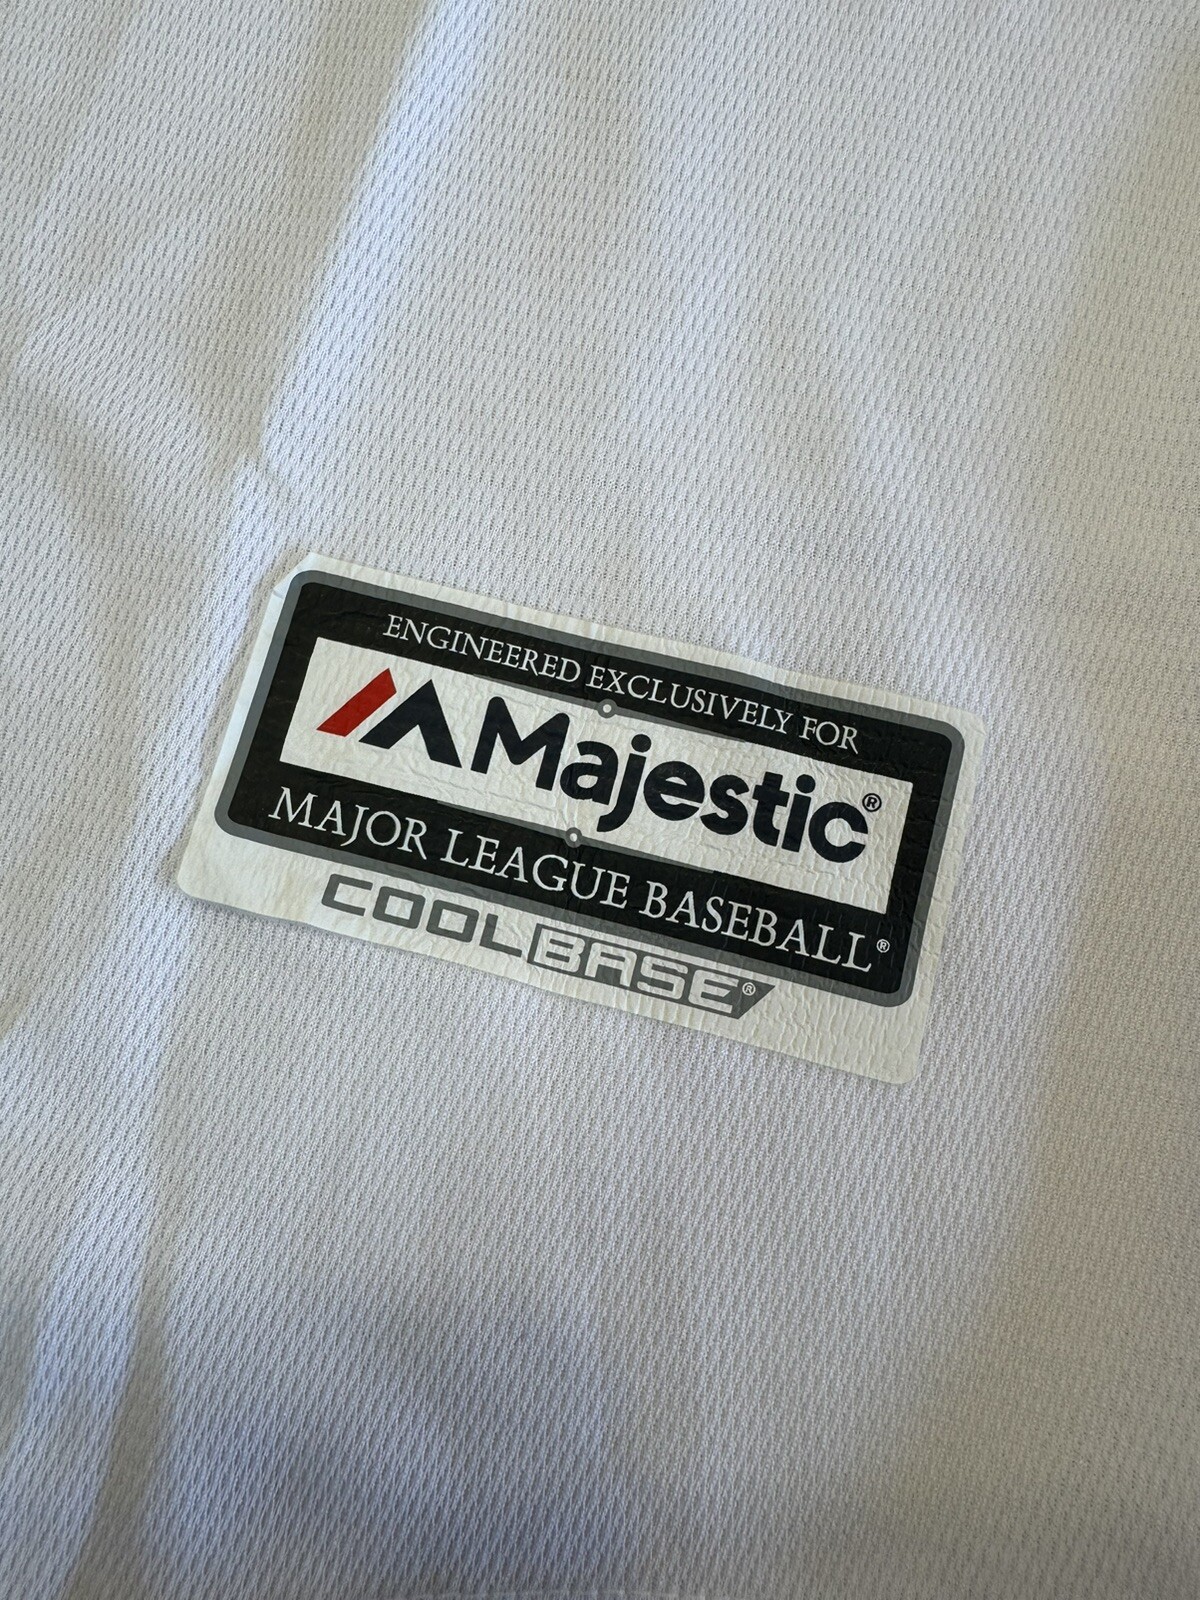 ENGINEERED EXCLUSIVELY FOR
Majestic®
MAJOR LEAGUE BASEBALL®
COOLBASE®